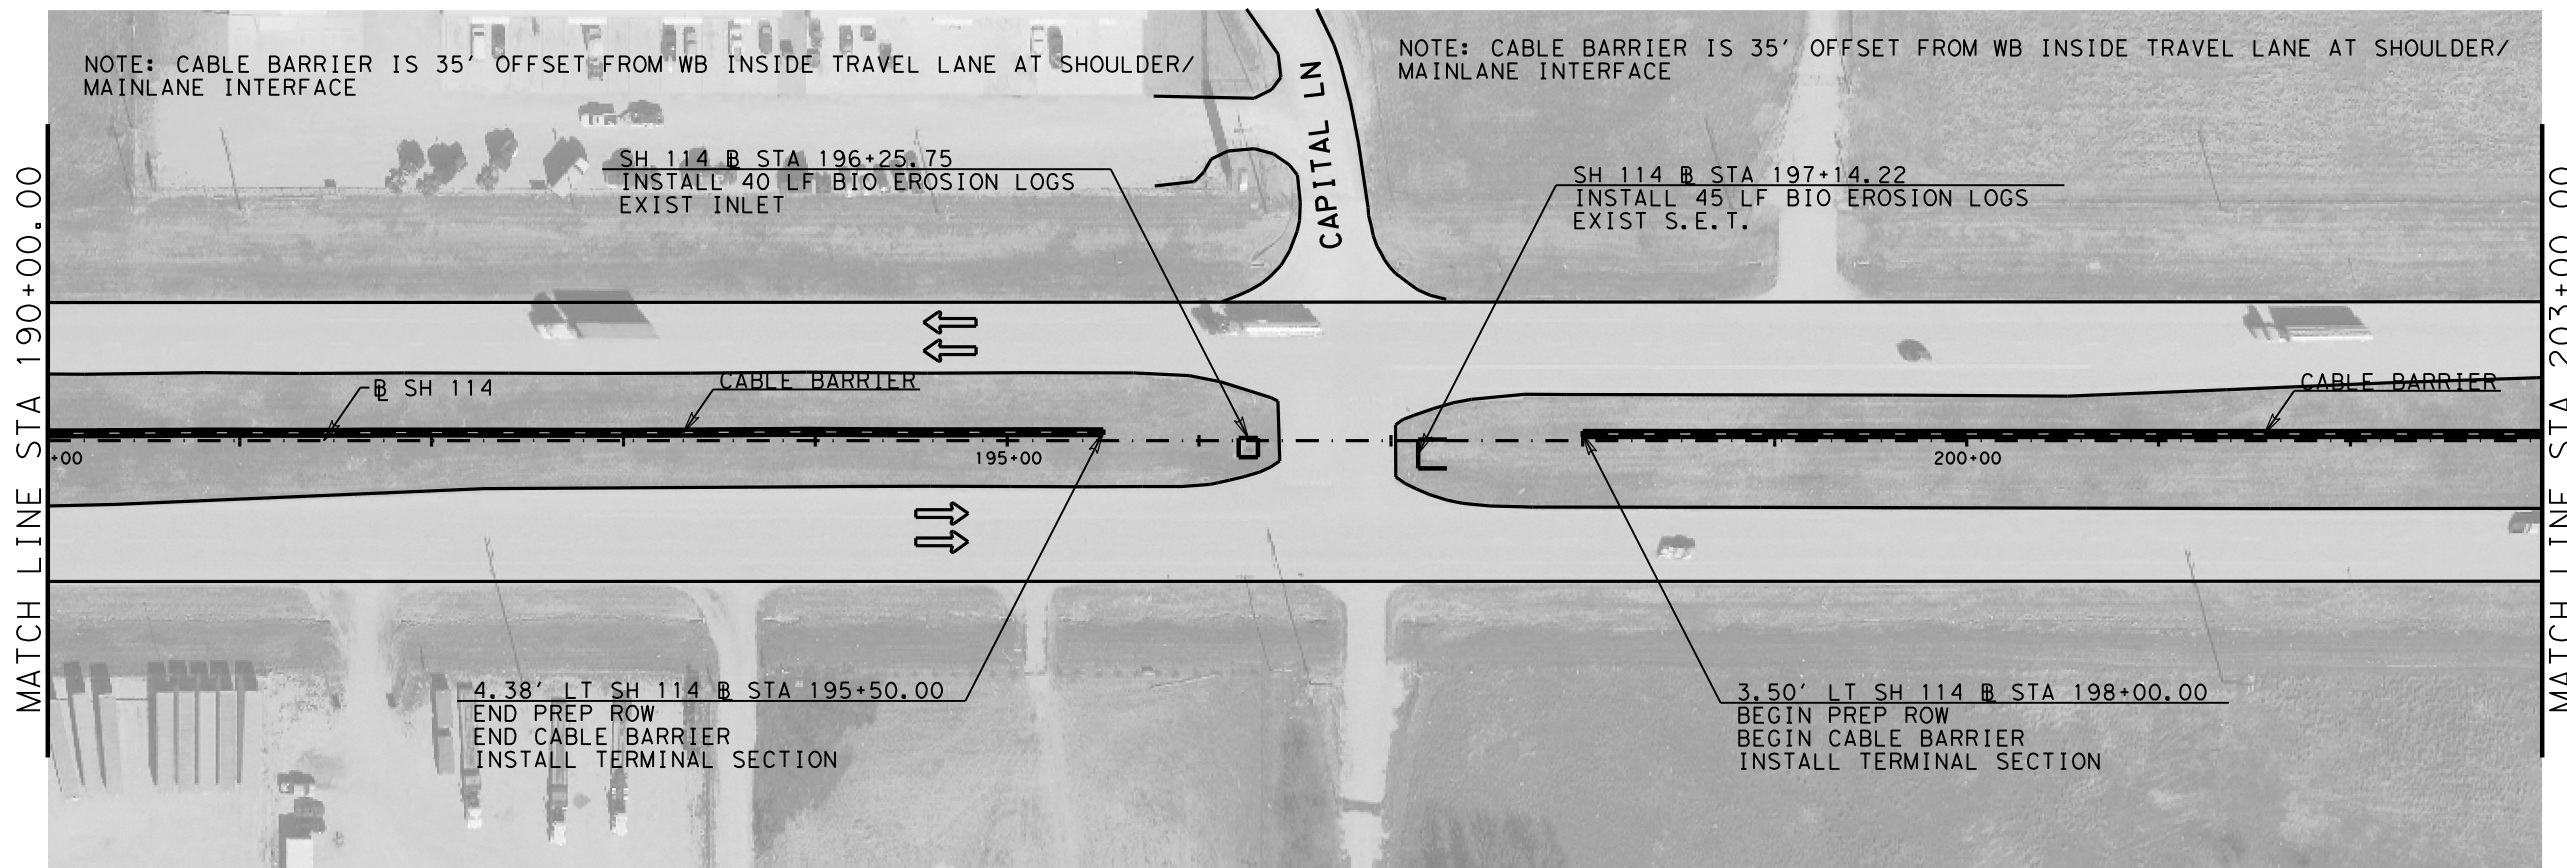 NOTE: CABLE BARRIER IS 35' OFFSET FROM WB INSIDE TRAVEL LANE AT SHOULDER/
MAINLANE INTERFACE
NOTE: CABLE BARRIER IS 35' OFFSET FROM WB INSIDE TRAVEL LANE AT SHOULDER/
MAINLANE INTERFACE
CAPITAL LN
SH 114 BL STA 196+25.75
INSTALL 40 LF BIO EROSION LOGS
EXIST INLET
SH 114 BL STA 197+14.22
INSTALL 45 LF BIO EROSION LOGS
EXIST S.E.T.
MATCH LINE STA 190+00.00
MATCH LINE STA 203+00.00
BL SH 114
CABLE BARRIER
CABLE BARRIER
+00
195+00
200+00
4.38' LT SH 114 BL STA 195+50.00
END PREP ROW
END CABLE BARRIER
INSTALL TERMINAL SECTION
3.50' LT SH 114 BL STA 198+00.00
BEGIN PREP ROW
BEGIN CABLE BARRIER
INSTALL TERMINAL SECTION